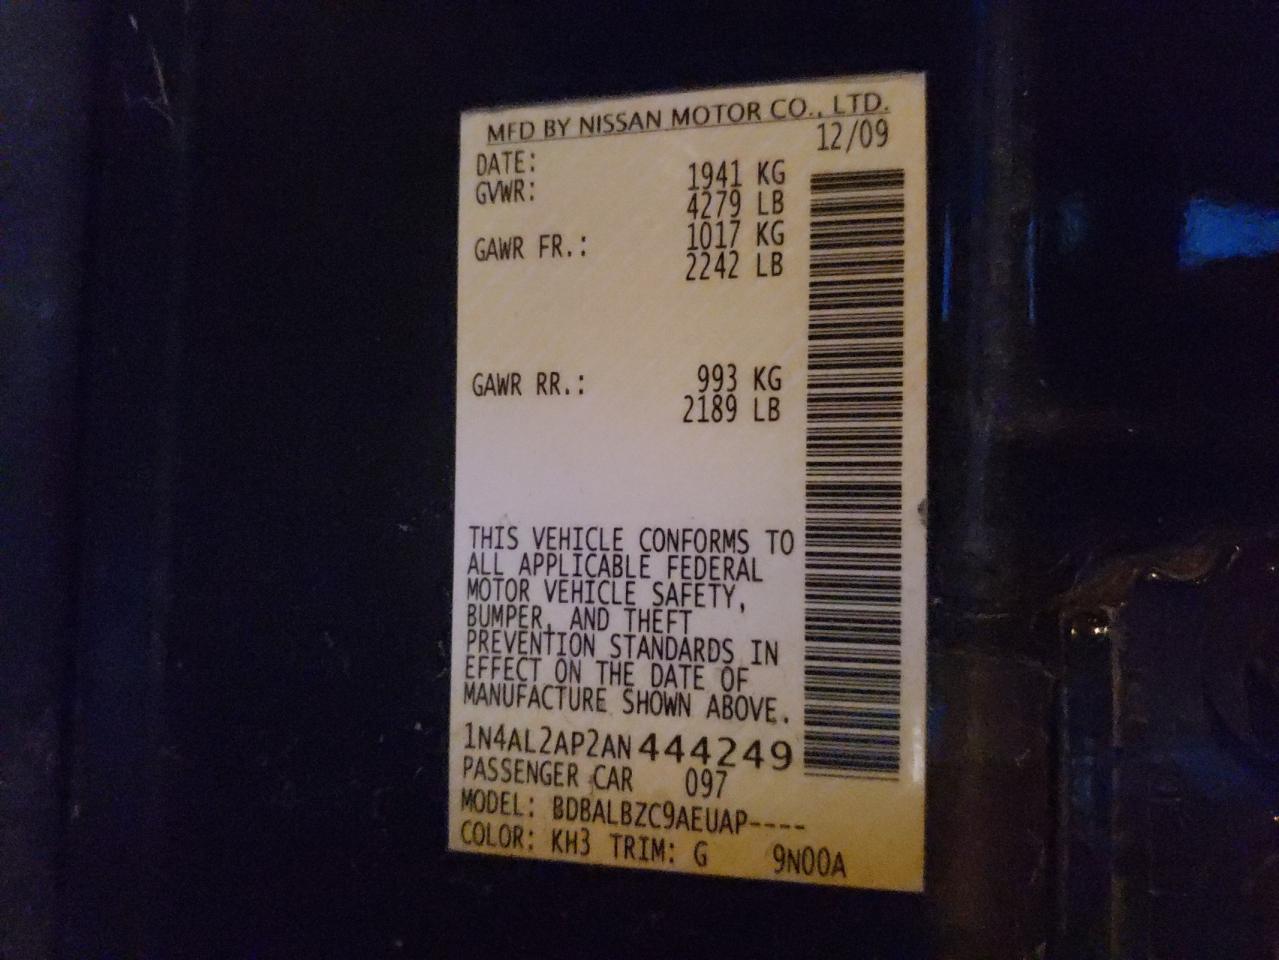 MFD BY NISSAN MOTOR CO., LTD.
DATE: 12/09
GVWR: 1941 KG
4279 LB
GAWR FR.: 1017 KG
2242 LB
GAWR RR.: 993 KG
2189 LB
THIS VEHICLE CONFORMS TO
ALL APPLICABLE FEDERAL
MOTOR VEHICLE SAFETY,
BUMPER, AND THEFT
PREVENTION STANDARDS IN
EFFECT ON THE DATE OF
MANUFACTURE SHOWN ABOVE.
1N4AL2AP2AN444249
PASSENGER CAR 097
MODEL: BDBALBZC9AEUAP----
COLOR: KH3 TRIM: G 9N00A